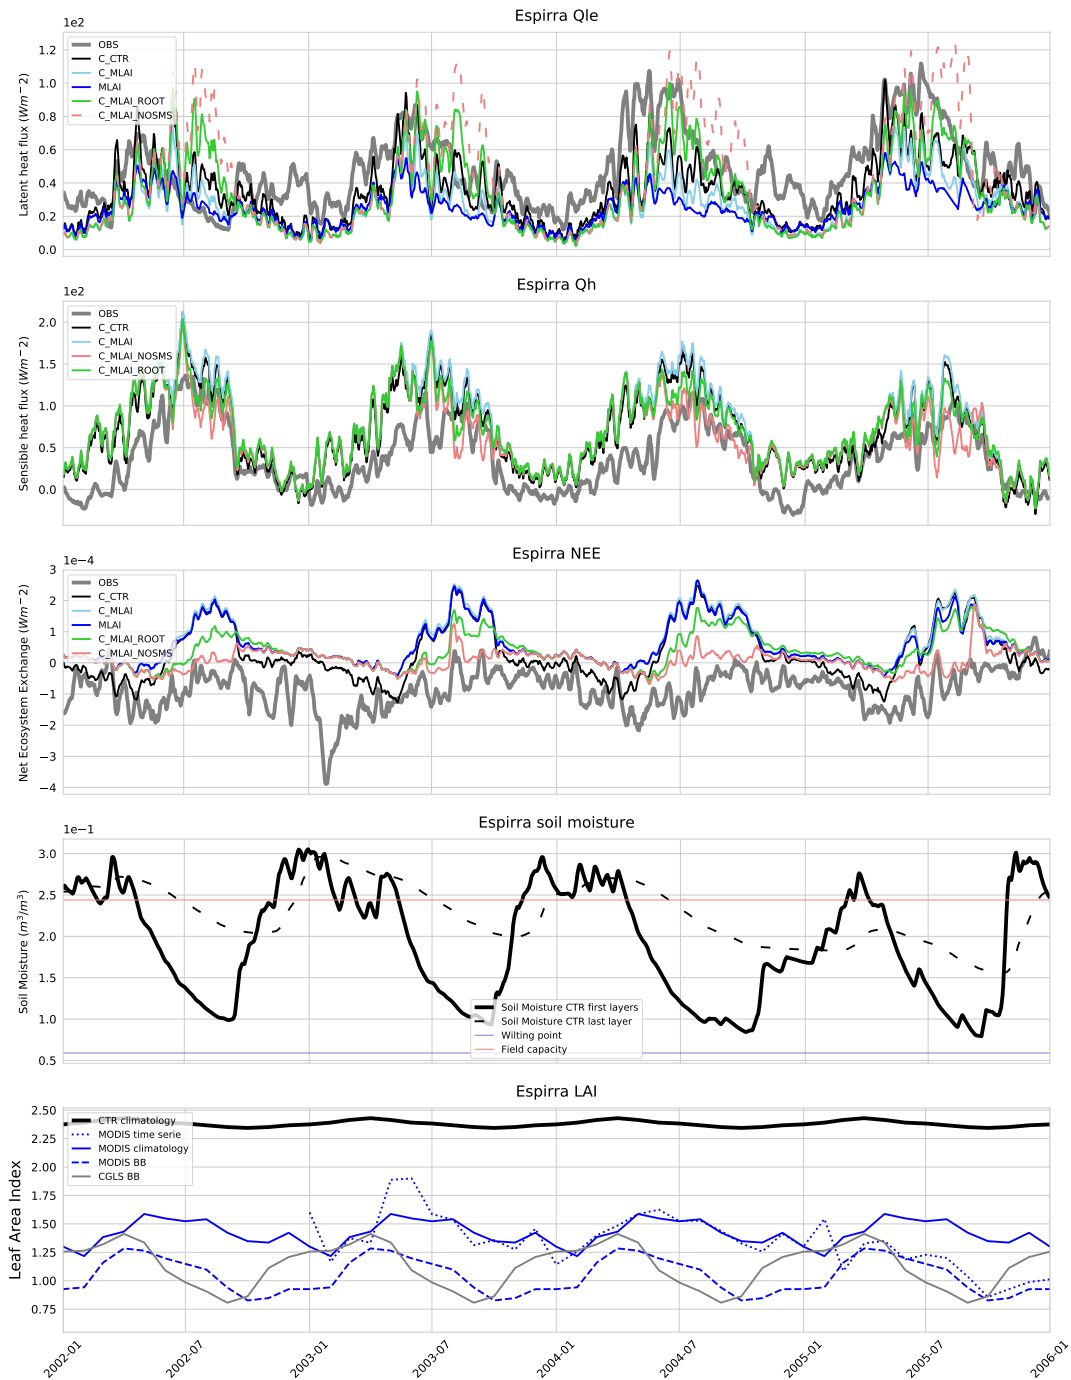 Espirra Qle
1e2
1.2
1.0
0.8
0.6
0.4
0.2
0.0
Latent heat flux (Wm−2)
OBS
C_CTR
C_MLAI
MLAI
C_MLAI_ROOT
C_MLAI_NOSMS
Espirra Qh
1e2
2.0
1.5
1.0
0.5
0.0
Sensible heat flux (Wm−2)
OBS
C_CTR
C_MLAI
C_MLAI_NOSMS
C_MLAI_ROOT
Espirra NEE
1e−4
3
2
1
0
−1
−2
−3
−4
Net Ecosystem Exchange (Wm−2)
OBS
C_CTR
C_MLAI
MLAI
C_MLAI_ROOT
C_MLAI_NOSMS
Espirra soil moisture
1e−1
3.0
2.5
2.0
1.5
1.0
0.5
Soil Moisture (m³/m³)
Soil Moisture CTR first layers
Soil Moisture CTR last layer
Wilting point
Field capacity
Espirra LAI
2.50
2.25
2.00
1.75
1.50
1.25
1.00
0.75
Leaf Area Index
CTR climatology
MODIS time serie
MODIS climatology
MODIS BB
CGLS BB
2002-01
2002-07
2003-01
2003-07
2004-01
2004-07
2005-01
2005-07
2006-01